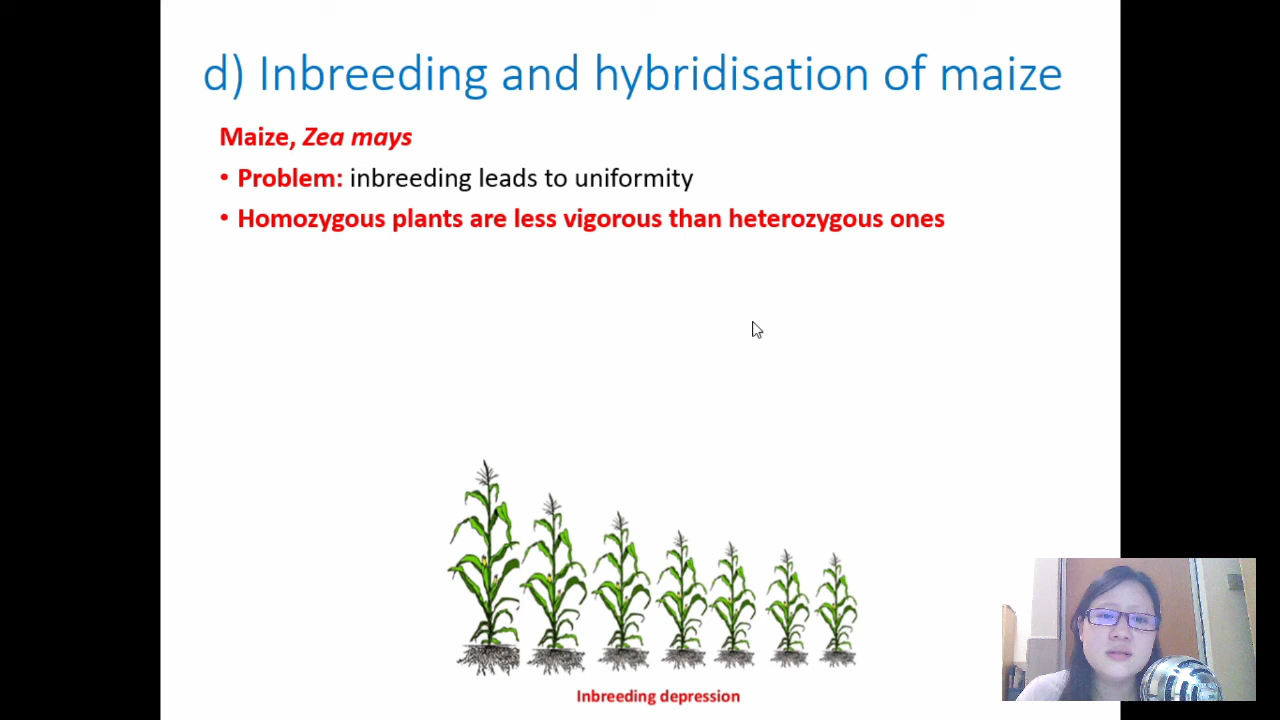 d) Inbreeding and hybridisation of maize
Maize, Zea mays
• Problem: inbreeding leads to uniformity
• Homozygous plants are less vigorous than heterozygous ones
Inbreeding depression